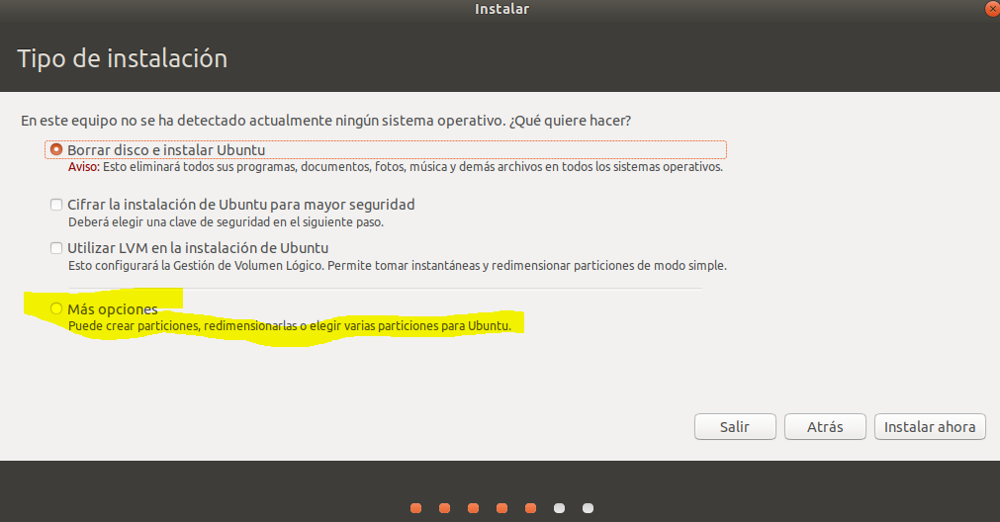 Instalar
Tipo de instalación
En este equipo no se ha detectado actualmente ningún sistema operativo. ¿Qué quiere hacer?
Borrar disco e instalar Ubuntu
Aviso: Esto eliminará todos sus programas, documentos, fotos, música y demás archivos en todos los sistemas operativos.
Cifrar la instalación de Ubuntu para mayor seguridad
Deberá elegir una clave de seguridad en el siguiente paso.
Utilizar LVM en la instalación de Ubuntu
Esto configurará la Gestión de Volumen Lógico. Permite tomar instantáneas y redimensionar particiones de modo simple.
Más opciones
Puede crear particiones, redimensionarlas o elegir varias particiones para Ubuntu.
Salir
Atrás
Instalar ahora